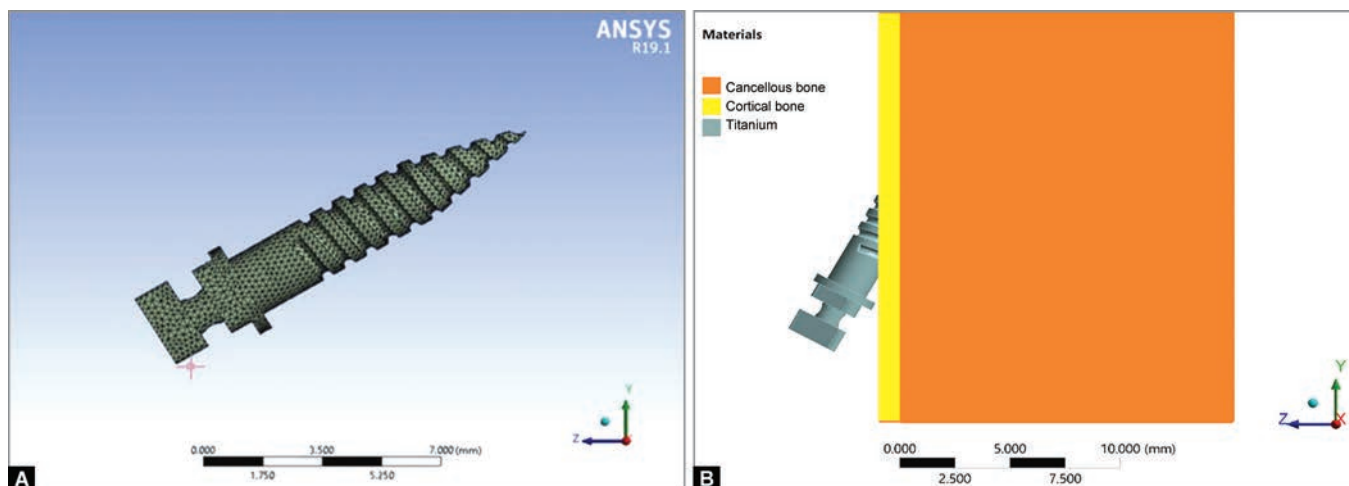 ANSYS
R19.1
Y
Z
0.000 3.500 7.000 (mm)
1.750 5.250
A
Materials
Cancellous bone
Cortical bone
Titanium
Y
Z X
0.000 5.000 10.000 (mm)
2.500 7.500
B